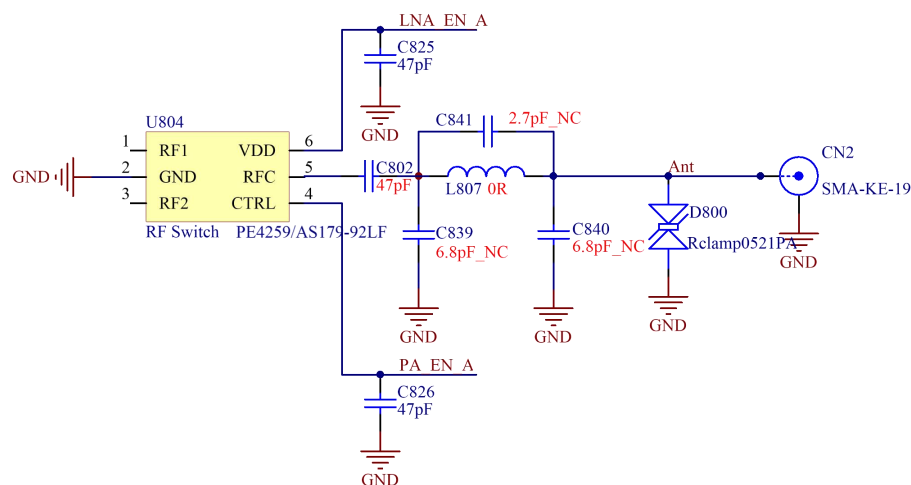 LNA_EN_A
C825
47pF
GND
U804
1
RF1
VDD
6
GND
2
GND
RFC
5
3
RF2
CTRL
4
RF Switch
PE4259/AS179-92LF
C802
47pF
C841
2.7pF_NC
L807 0R
C839
6.8pF_NC
GND
C840
6.8pF_NC
GND
Ant
D800
Rclamp0521PA
GND
CN2
SMA-KE-19
GND
PA_EN_A
C826
47pF
GND